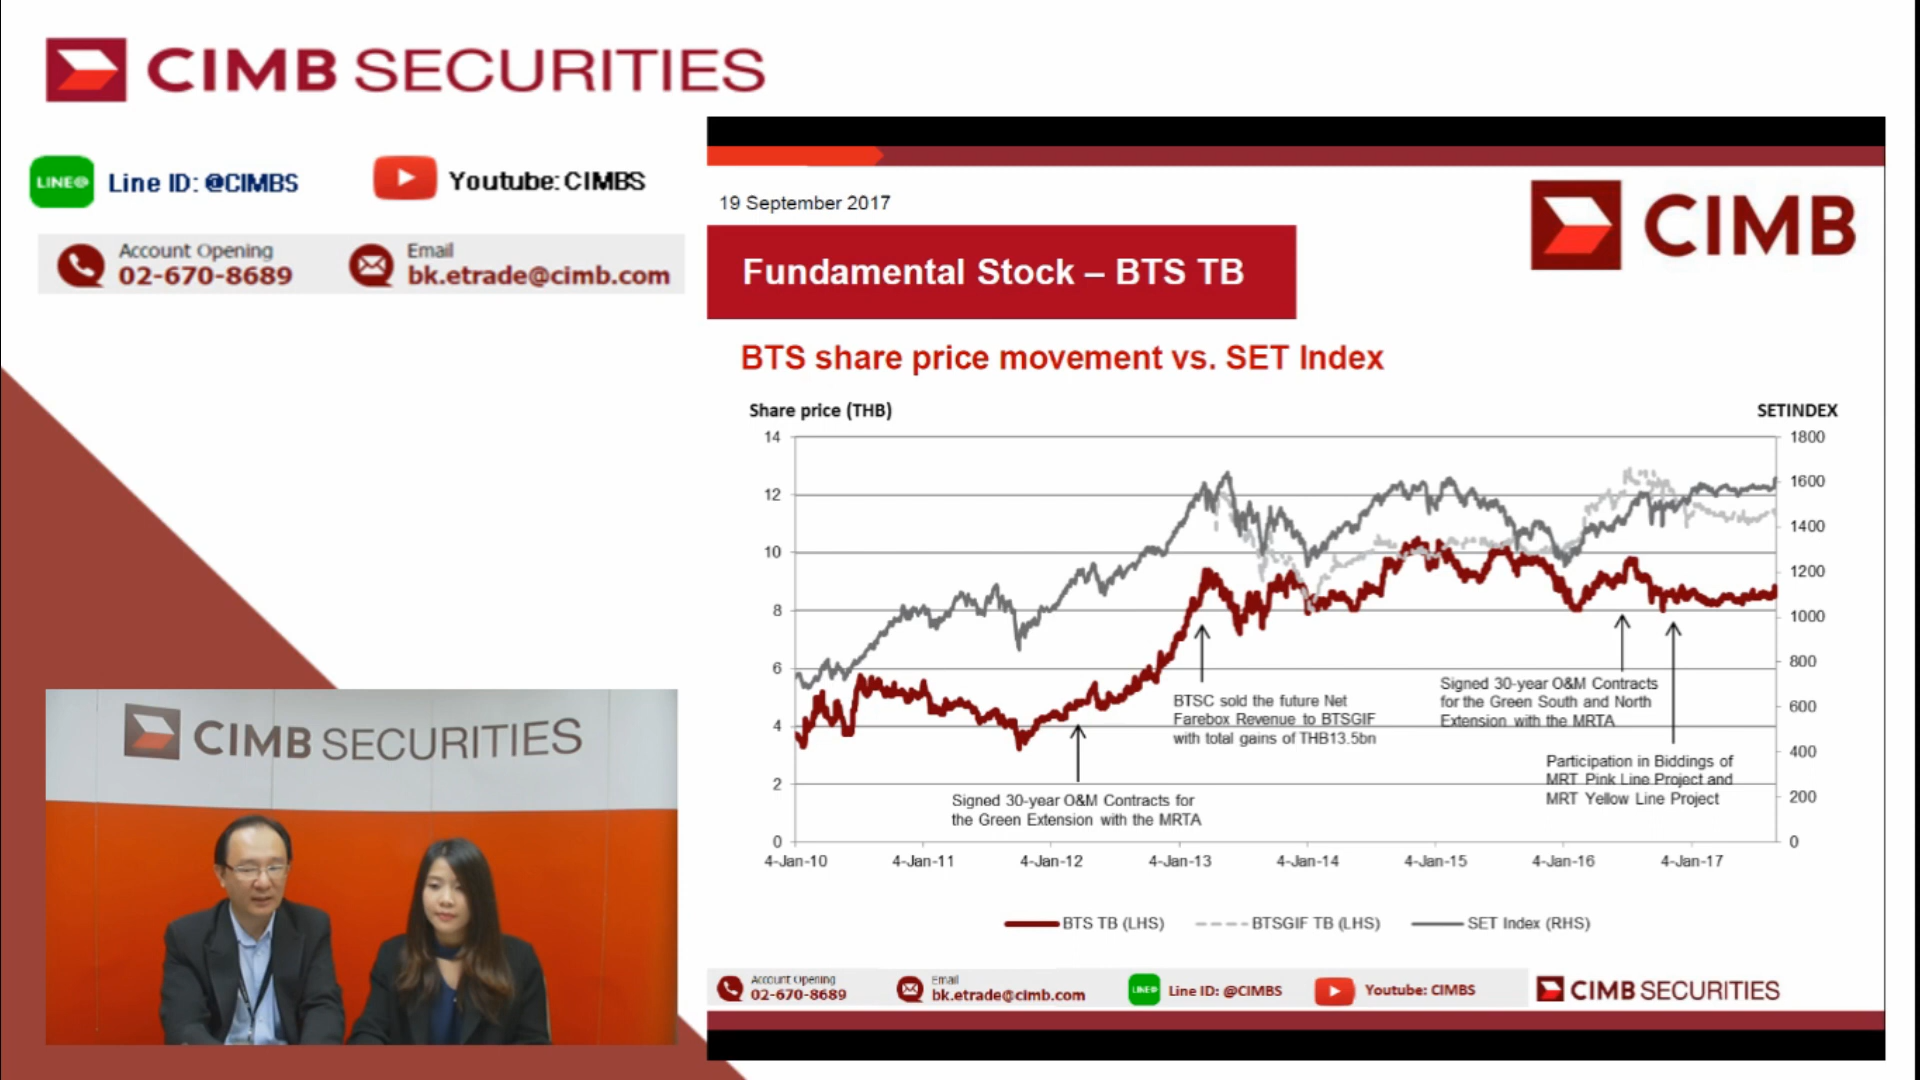 CIMB SECURITIES
LINE@ Line ID: @CIMBS
Youtube: CIMBS
Account Opening
02-670-8689
Email
bk.etrade@cimb.com
19 September 2017
CIMB
Fundamental Stock – BTS TB
BTS share price movement vs. SET Index
Share price (THB)
SETINDEX
14
12
10
8
6
4
2
0
1800
1600
1400
1200
1000
800
600
400
200
0
BTSC sold the future Net
Farebox Revenue to BTSGIF
with total gains of THB13.5bn
Signed 30-year O&M Contracts
for the Green South and North
Extension with the MRTA
Participation in Biddings of
MRT Pink Line Project and
MRT Yellow Line Project
Signed 30-year O&M Contracts for
the Green Extension with the MRTA
4-Jan-10 4-Jan-11 4-Jan-12 4-Jan-13 4-Jan-14 4-Jan-15 4-Jan-16 4-Jan-17
BTS TB (LHS) BTSGIF TB (LHS) SET Index (RHS)
Account Opening
02-670-8689
Email
bk.etrade@cimb.com
LINE@ Line ID: @CIMBS
Youtube: CIMBS
CIMB SECURITIES
CIMB SECURITIES